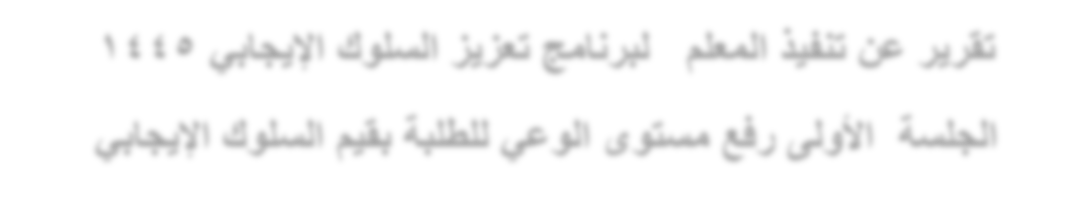 تقرير عن تنفيذ المعلم لبرنامج تعزيز السلوك الإيجابي ١٤٤٥
الجلسة الأولى رفع مستوى الوعي للطلبة بقيم السلوك الإيجابي